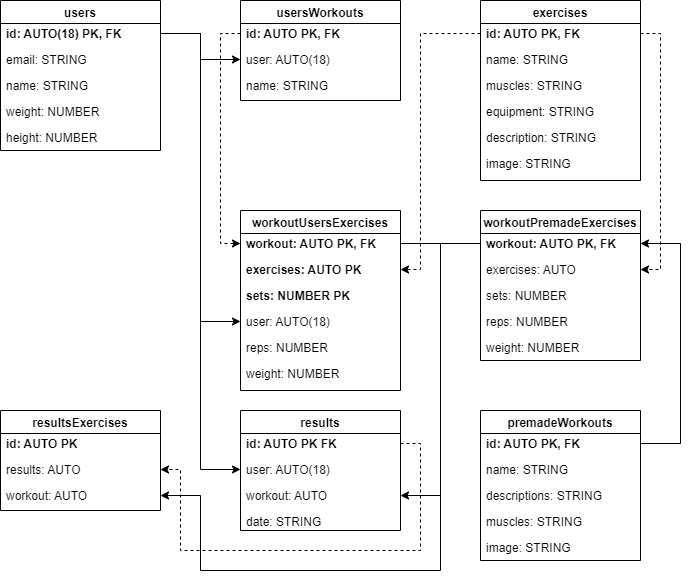 users
id: AUTO(18) PK, FK
email: STRING
name: STRING
weight: NUMBER
height: NUMBER
usersWorkouts
id: AUTO PK, FK
user: AUTO(18)
name: STRING
exercises
id: AUTO PK, FK
name: STRING
muscles: STRING
equipment: STRING
description: STRING
image: STRING
workoutUsersExercises
workout: AUTO PK, FK
exercises: AUTO PK
sets: NUMBER PK
user: AUTO(18)
reps: NUMBER
weight: NUMBER
workoutPremadeExercises
workout: AUTO PK, FK
exercises: AUTO
sets: NUMBER
reps: NUMBER
weight: NUMBER
resultsExercises
id: AUTO PK
results: AUTO
workout: AUTO
results
id: AUTO PK FK
user: AUTO(18)
workout: AUTO
date: STRING
premadeWorkouts
id: AUTO PK, FK
name: STRING
descriptions: STRING
muscles: STRING
image: STRING